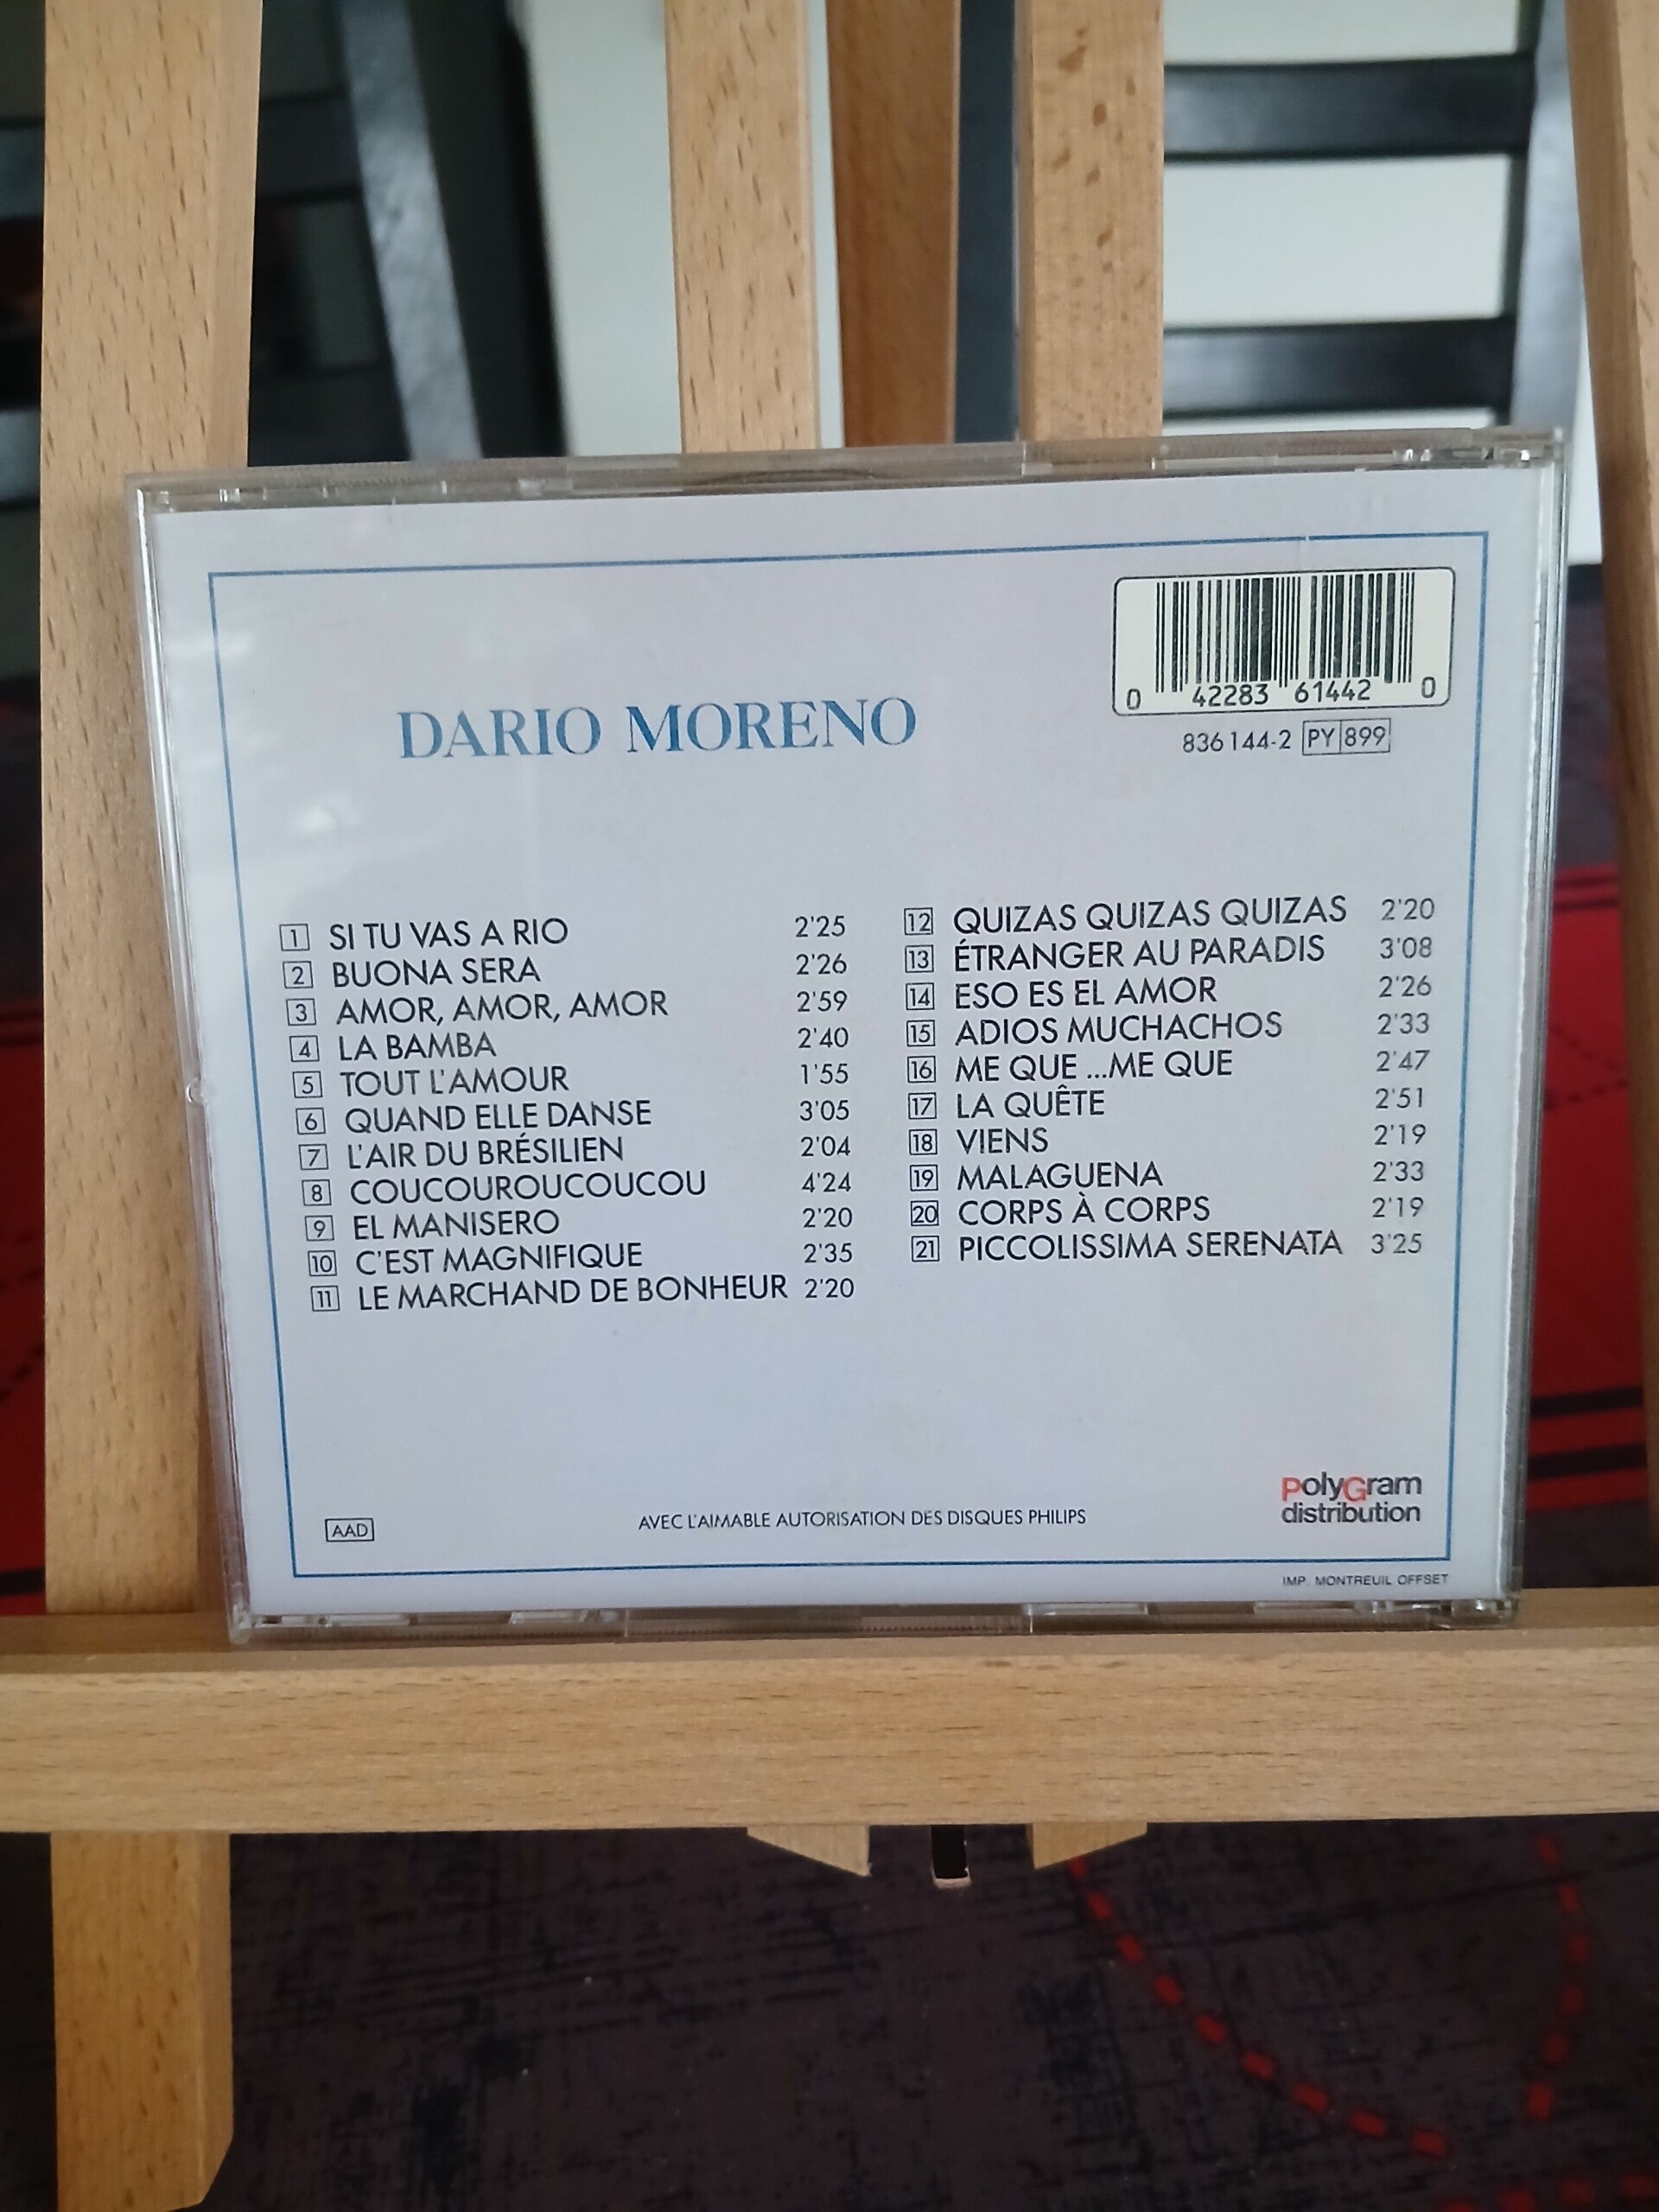 0 42283 61442 0
836 144-2 PY 899
DARIO MORENO
1 SI TU VAS A RIO 2'25
2 BUONA SERA 2'26
3 AMOR, AMOR, AMOR 2'59
4 LA BAMBA 2'40
5 TOUT L'AMOUR 1'55
6 QUAND ELLE DANSE 3'05
7 L'AIR DU BRÉSILIEN 2'04
8 COUCOUROUCOUCOU 4'24
9 EL MANISERO 2'20
10 C'EST MAGNIFIQUE 2'35
11 LE MARCHAND DE BONHEUR 2'20
12 QUIZAS QUIZAS QUIZAS 2'20
13 ÉTRANGER AU PARADIS 3'08
14 ESO ES EL AMOR 2'26
15 ADIOS MUCHACHOS 2'33
16 ME QUE ...ME QUE 2'47
17 LA QUÊTE 2'51
18 VIENS 2'19
19 MALAGUENA 2'33
20 CORPS À CORPS 2'19
21 PICCOLISSIMA SERENATA 3'25
AAD
AVEC L'AIMABLE AUTORISATION DES DISQUES PHILIPS
polyGram
distribution
IMP. MONTREUIL OFFSET